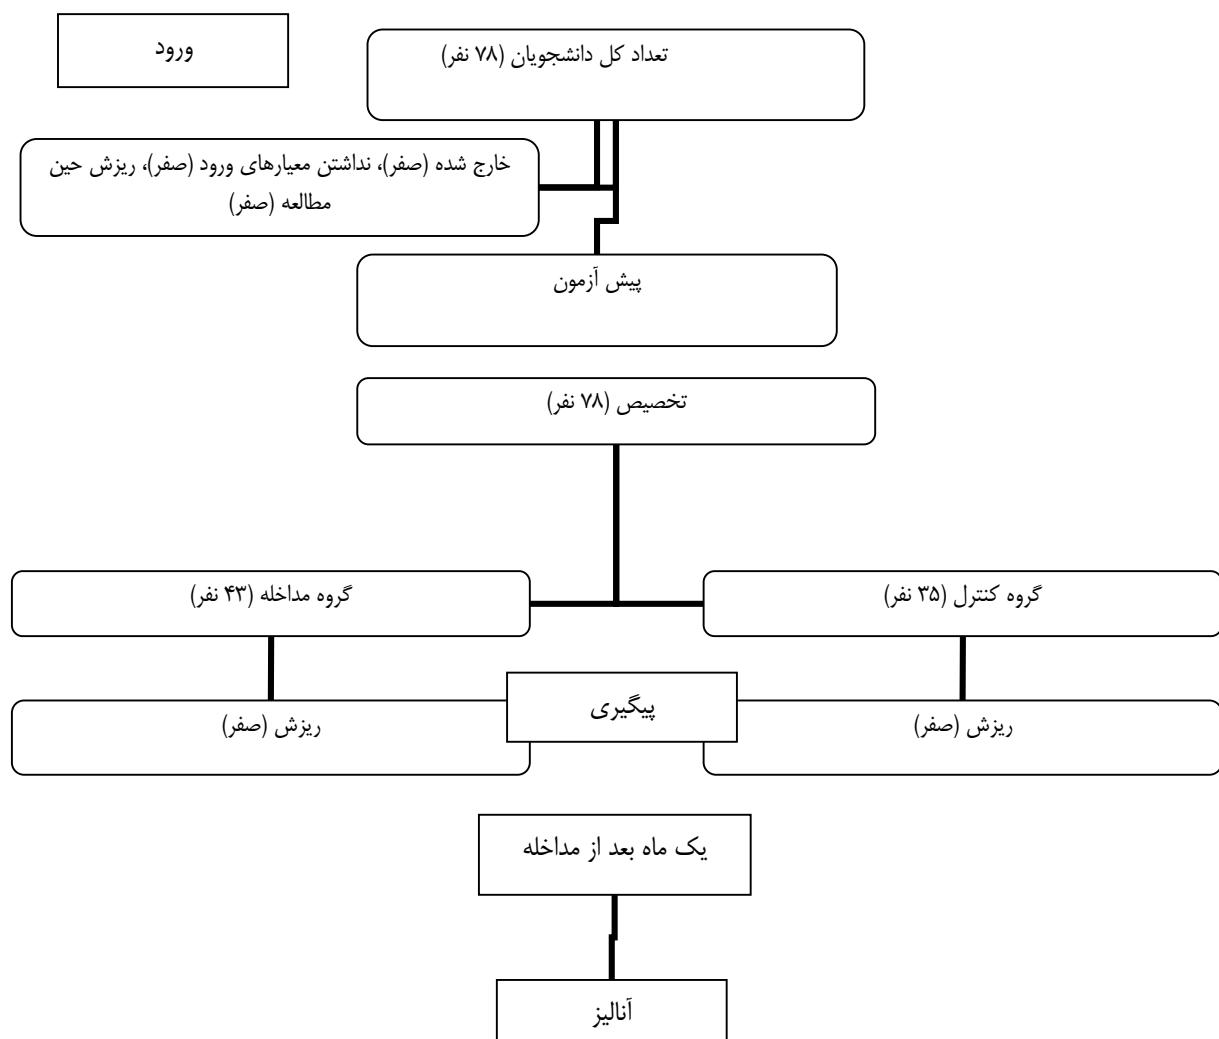 ورود
تعداد کل دانشجویان (۷۸ نفر)
خارج شده (صفر)، نداشتن معیارهای ورود (صفر)، ریزش حین
مطالعه (صفر)
پیش آزمون
تخصیص (۷۸ نفر)
گروه کنترل (۳۵ نفر)
گروه مداخله (۴۳ نفر)
ریزش (صفر)
پیگیری
ریزش (صفر)
یک ماه بعد از مداخله
آنالیز